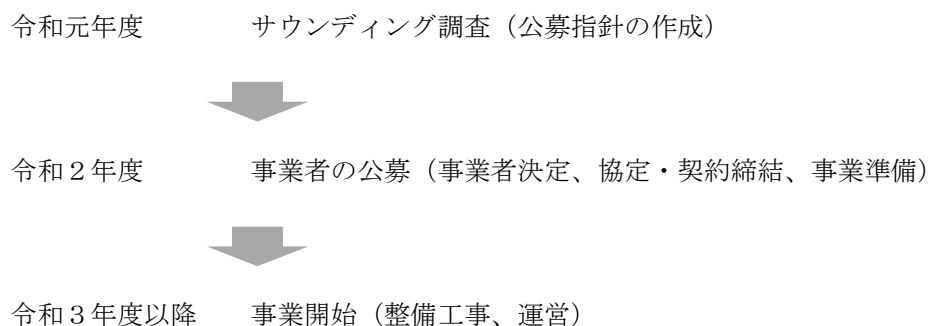 令和元年度 サウンディング調査（公募指針の作成）
令和２年度 事業者の公募（事業者決定、協定・契約締結、事業準備）
令和３年度以降 事業開始（整備工事、運営）